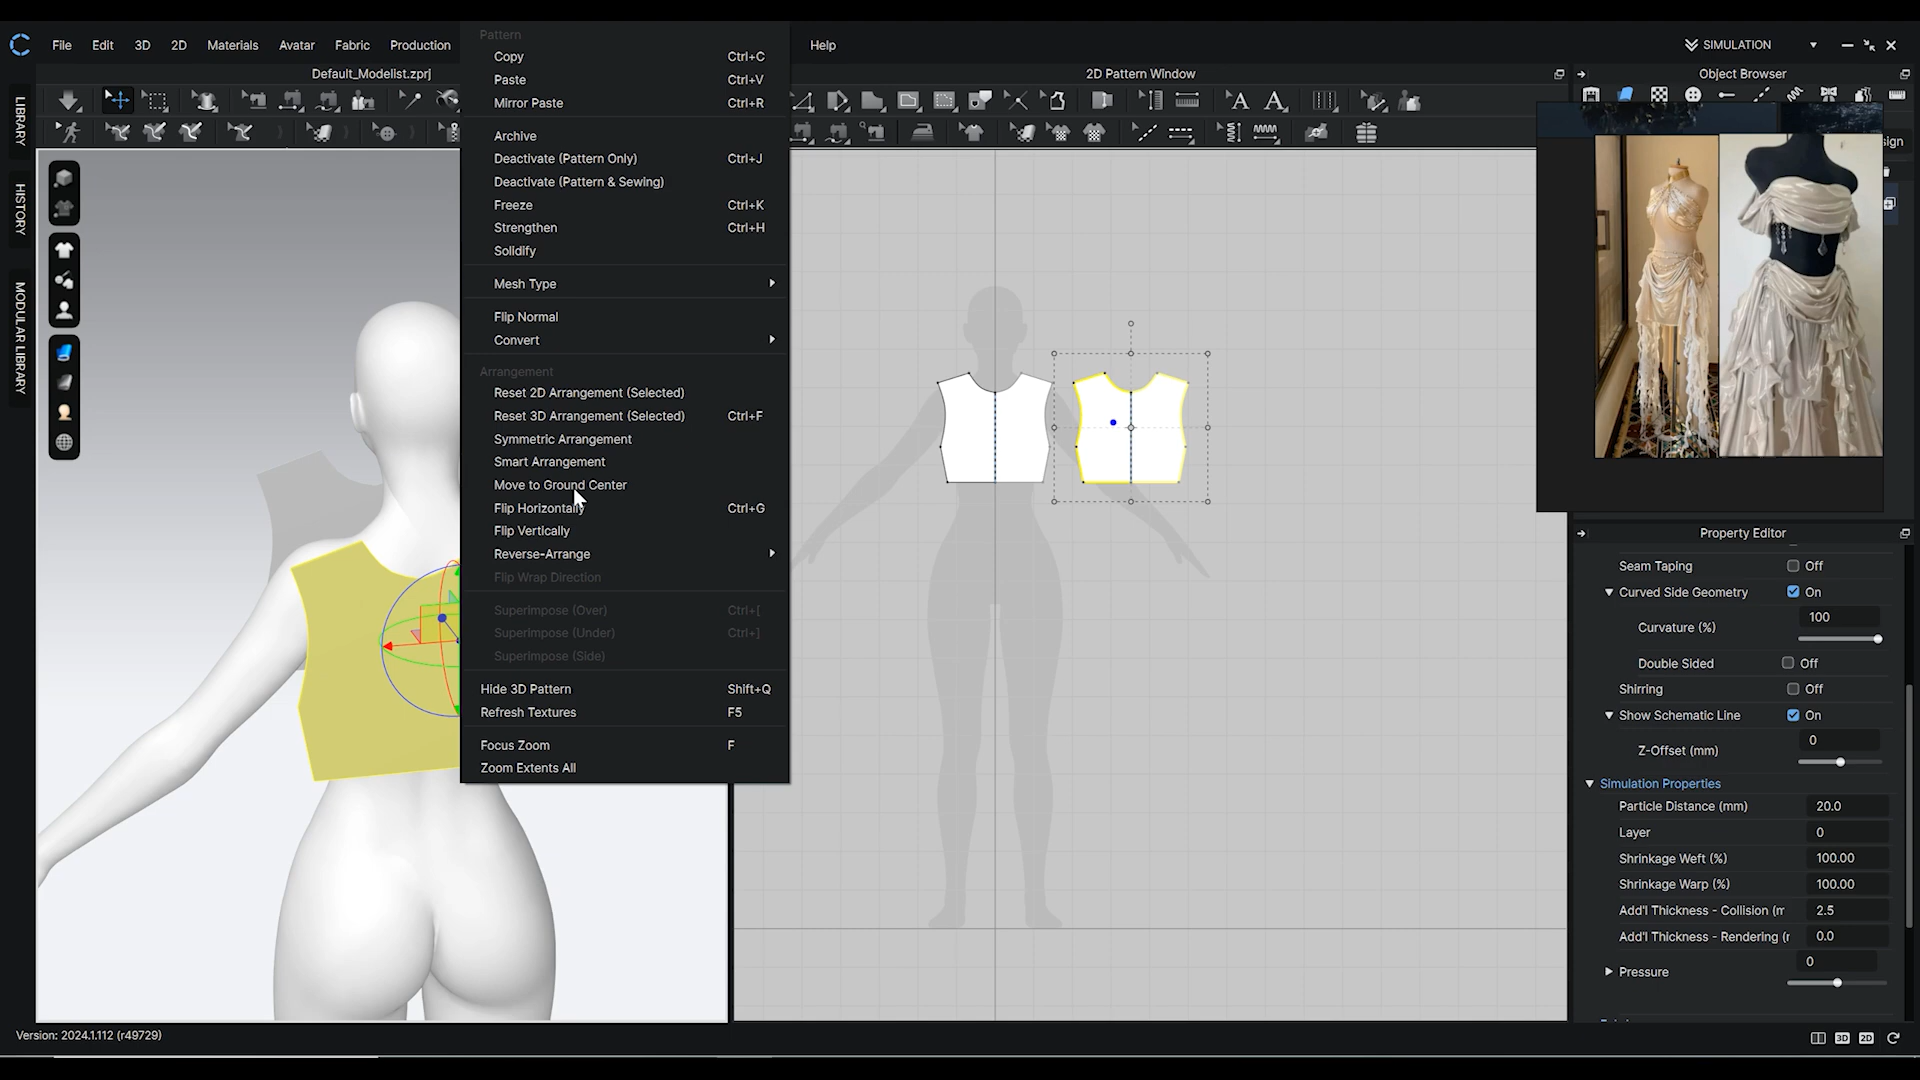 File Edit 3D 2D Materials Avatar Fabric Production Help SIMULATION
Default_Modelist.zprj
2D Pattern Window
Object Browser
LIBRARY
HISTORY
MODULAR LIBRARY
Pattern
Copy Ctrl+C
Paste Ctrl+V
Mirror Paste Ctrl+R
Archive
Deactivate (Pattern Only) Ctrl+J
Deactivate (Pattern & Sewing)
Freeze Ctrl+K
Strengthen Ctrl+H
Solidify
Mesh Type
Flip Normal
Convert
Arrangement
Reset 2D Arrangement (Selected)
Reset 3D Arrangement (Selected) Ctrl+F
Symmetric Arrangement
Smart Arrangement
Move to Ground Center
Flip Horizontally Ctrl+G
Flip Vertically
Reverse-Arrange
Flip Wrap Direction
Superimpose (Over) Ctrl+[
Superimpose (Under) Ctrl+]
Superimpose (Side)
Hide 3D Pattern Shift+Q
Refresh Textures F5
Focus Zoom F
Zoom Extents All
sign
Property Editor
Seam Taping Off
Curved Side Geometry On
100
Curvature (%)
Double Sided Off
Shirring Off
Show Schematic Line On
0
Z-Offset (mm)
Simulation Properties
Particle Distance (mm) 20.0
Layer 0
Shrinkage Weft (%) 100.00
Shrinkage Warp (%) 100.00
Add'l Thickness - Collision (m 2.5
Add'l Thickness - Rendering (r 0.0
0
Pressure
Version: 2024.1.112 (r49729)
3D 2D